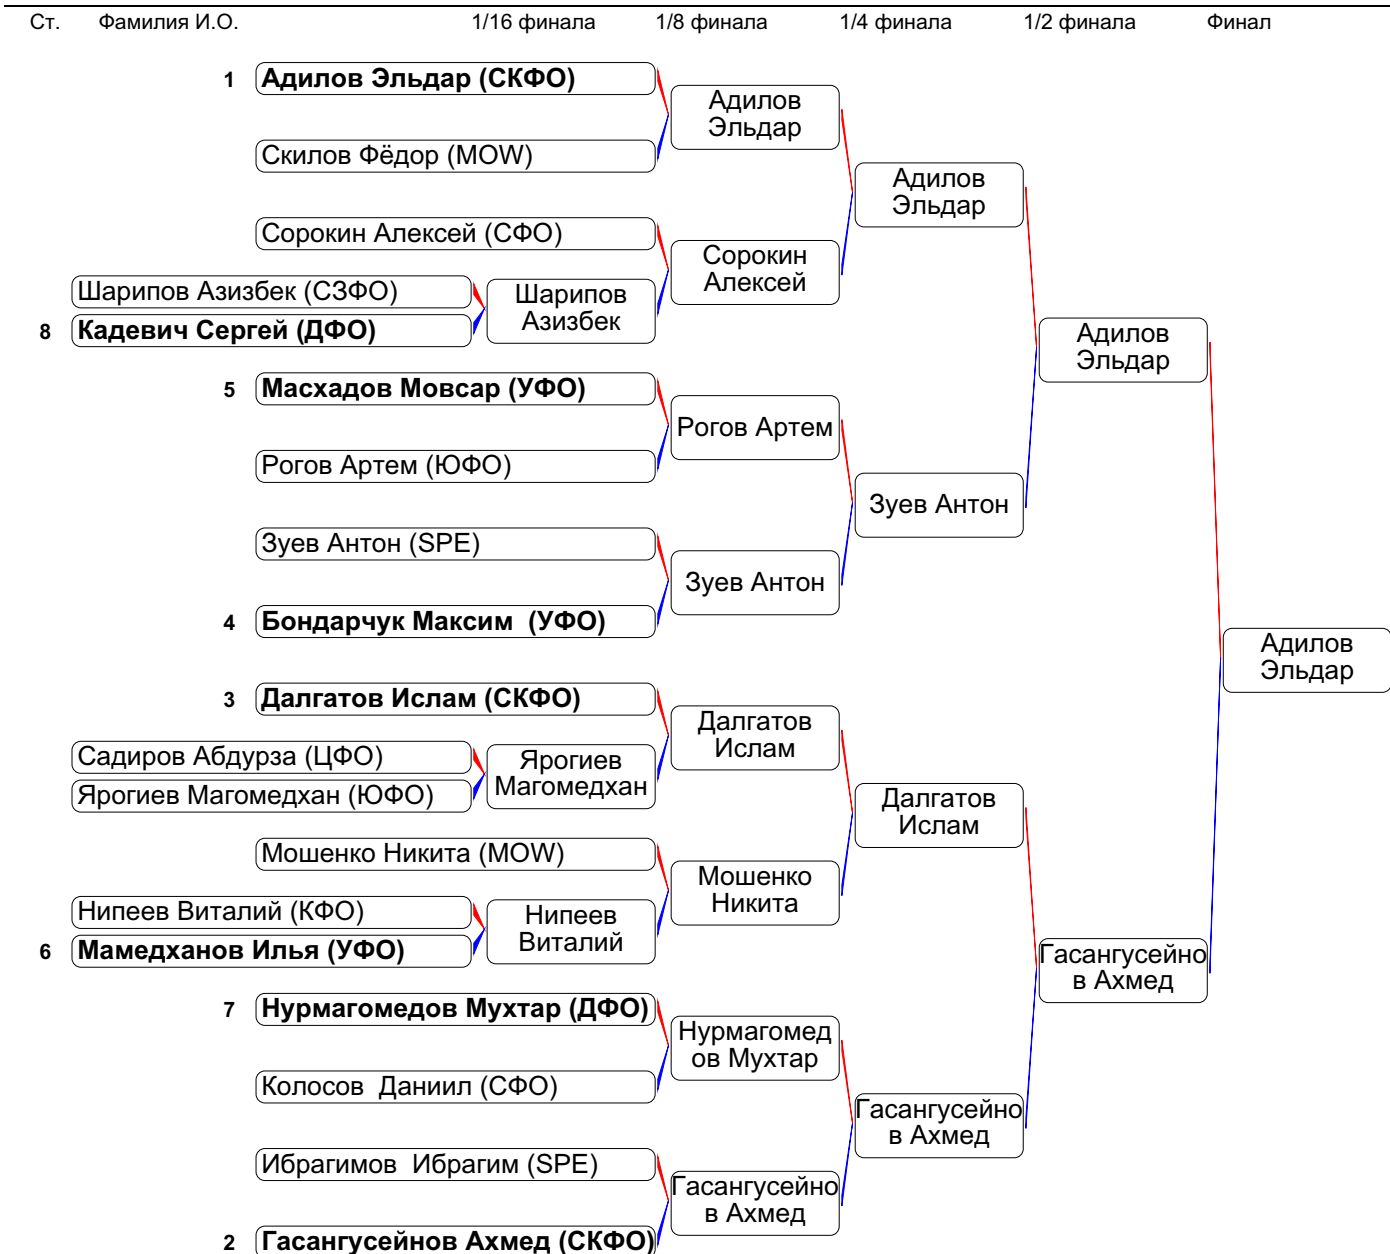 Ст. Фамилия И.О. 1/16 финала 1/8 финала 1/4 финала 1/2 финала Финал
1 Адилов Эльдар (СКФО)
Адилов
Эльдар
Скилов Фёдор (MOW)
Адилов
Эльдар
Сорокин Алексей (СФО)
Сорокин
Алексей
Шарипов Азизбек (СЗФО)
Шарипов
Азизбек
8 Кадевич Сергей (ДФО)
Адилов
Эльдар
5 Масхадов Мовсар (УФО)
Рогов Артем
Рогов Артем (ЮФО)
Зуев Антон
Зуев Антон (SPE)
Зуев Антон
4 Бондарчук Максим (УФО)
Адилов
Эльдар
3 Далгатов Ислам (СКФО)
Далгатов
Ислам
Садиров Абдурза (ЦФО)
Ярогиев
Магомедхан
Ярогиев Магомедхан (ЮФО)
Далгатов
Ислам
Мошенко Никита (MOW)
Мошенко
Никита
Нипеев Виталий (КФО)
Нипеев
Виталий
6 Мамедханов Илья (УФО)
Гасангусейно
в Ахмед
7 Нурмагомедов Мухтар (ДФО)
Нурмагомед
ов Мухтар
Колосов Даниил (СФО)
Гасангусейно
в Ахмед
Ибрагимов Ибрагим (SPE)
Гасангусейно
в Ахмед
2 Гасангусейнов Ахмед (СКФО)